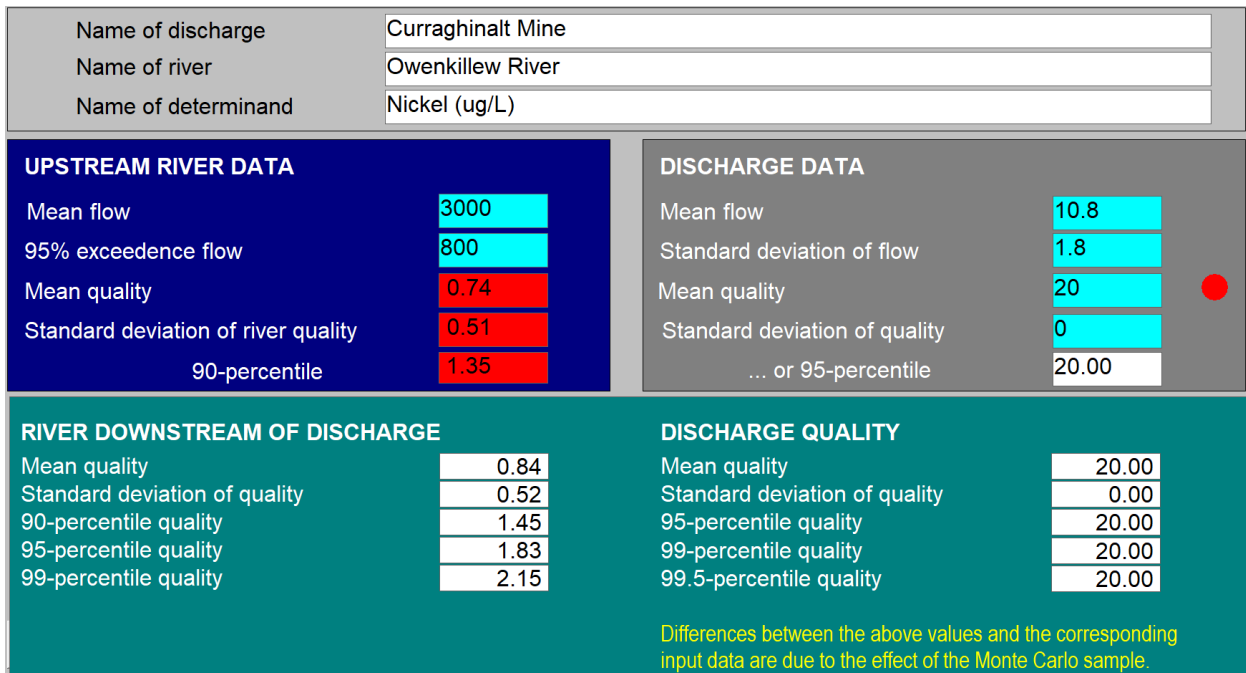 Name of discharge Curraghinalt Mine
Name of river Owenkillew River
Name of determinand Nickel (ug/L)
UPSTREAM RIVER DATA
Mean flow 3000
95% exceedence flow 800
Mean quality 0.74
Standard deviation of river quality 0.51
90-percentile 1.35
DISCHARGE DATA
Mean flow 10.8
Standard deviation of flow 1.8
Mean quality 20
Standard deviation of quality 0
... or 95-percentile 20.00
RIVER DOWNSTREAM OF DISCHARGE
Mean quality 0.84
Standard deviation of quality 0.52
90-percentile quality 1.45
95-percentile quality 1.83
99-percentile quality 2.15
DISCHARGE QUALITY
Mean quality 20.00
Standard deviation of quality 0.00
95-percentile quality 20.00
99-percentile quality 20.00
99.5-percentile quality 20.00
Differences between the above values and the corresponding
input data are due to the effect of the Monte Carlo sample.